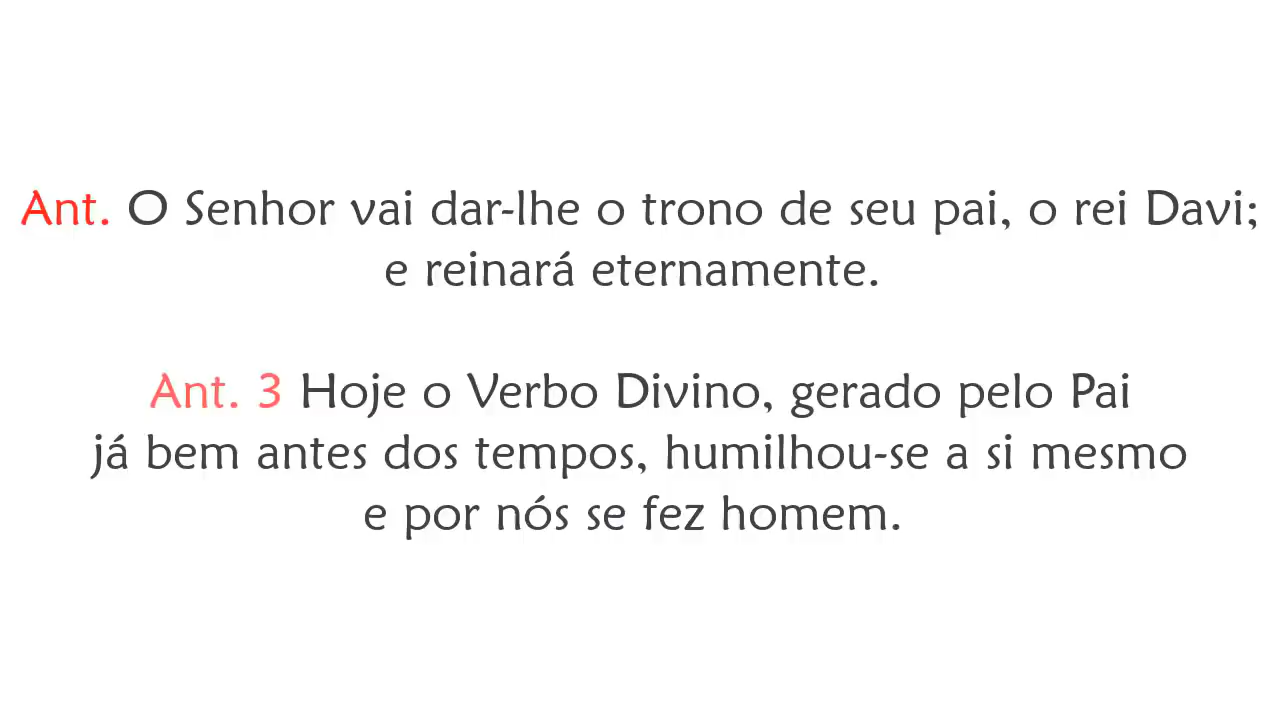 Ant. O Senhor vai dar-lhe o trono de seu pai, o rei Davi;
e reinará eternamente.
Ant. 3 Hoje o Verbo Divino, gerado pelo Pai
já bem antes dos tempos, humilhou-se a si mesmo
e por nós se fez homem.